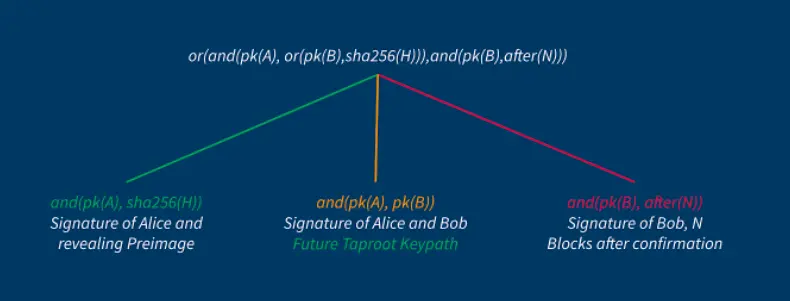 or(and(pk(A), or(pk(B),sha256(H))),and(pk(B),after(N)))
and(pk(A), sha256(H))
Signature of Alice and
revealing Preimage
and(pk(A), pk(B))
Signature of Alice and Bob
Future Taproot Keypath
and(pk(B), after(N))
Signature of Bob, N
Blocks after confirmation